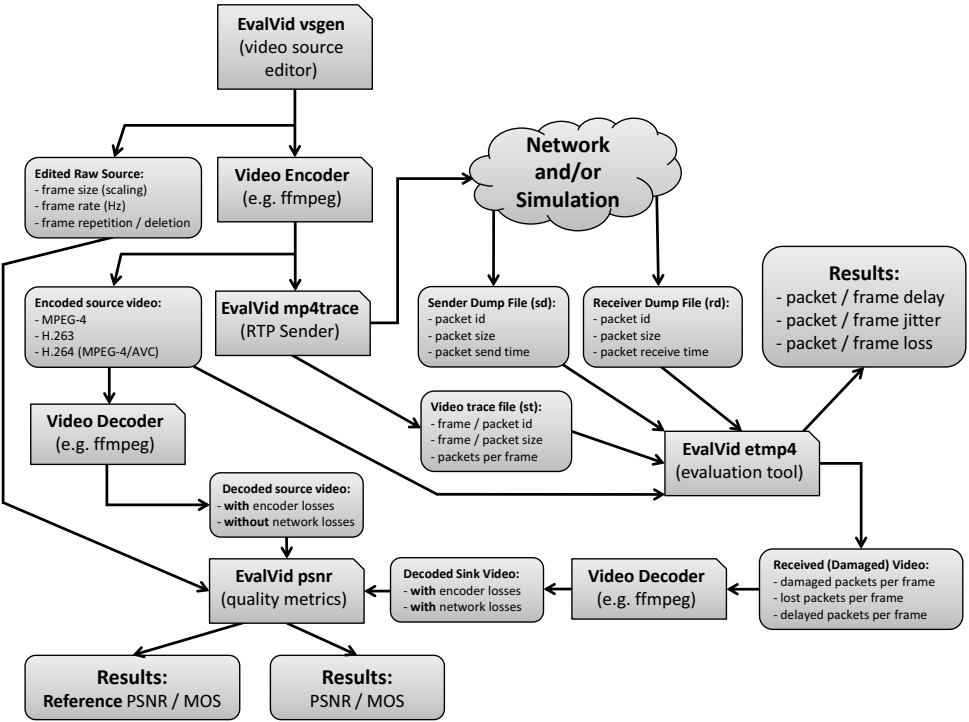 EvalVid vsgen
(video source
editor)
Edited Raw Source:
- frame size (scaling)
- frame rate (Hz)
- frame repetition / deletion
Video Encoder
(e.g. ffmpeg)
Network
and/or
Simulation
Encoded source video:
- MPEG-4
- H.263
- H.264 (MPEG-4/AVC)
EvalVid mp4trace
(RTP Sender)
Sender Dump File (sd):
- packet id
- packet size
- packet send time
Receiver Dump File (rd):
- packet id
- packet size
- packet receive time
Results:
- packet / frame delay
- packet / frame jitter
- packet / frame loss
Video Decoder
(e.g. ffmpeg)
Video trace file (st):
- frame / packet id
- frame / packet size
- packets per frame
EvalVid etmp4
(evaluation tool)
Decoded source video:
- with encoder losses
- without network losses
EvalVid psnr
(quality metrics)
Decoded Sink Video:
- with encoder losses
- with network losses
Video Decoder
(e.g. ffmpeg)
Received (Damaged) Video:
- damaged packets per frame
- lost packets per frame
- delayed packets per frame
Results:
Reference PSNR / MOS
Results:
PSNR / MOS